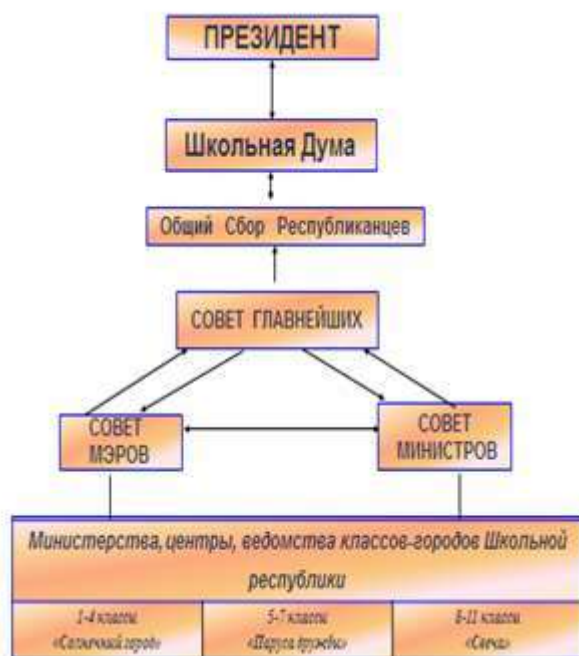 ПРЕЗИДЕНТ
Школьная Дума
Общий Сбор Республиканцев
СОВЕТ ГЛАВНЕЙШИХ
СОВЕТ
МЭРОВ
СОВЕТ
МИНИСТРОВ
Министерства, центры, ведомства классов-городов Школьной
республики
1-4 классы
«Солнечный город»
5-7 классы
«Паруса дружбы»
8-11 классы
«Свеча»